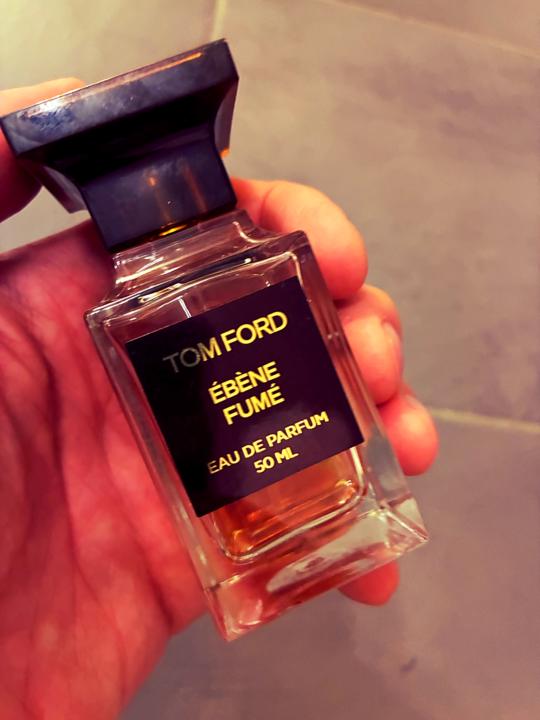 TOM FORD
ÉBÈNE
FUMÉ
EAU DE PARFUM
50 ML